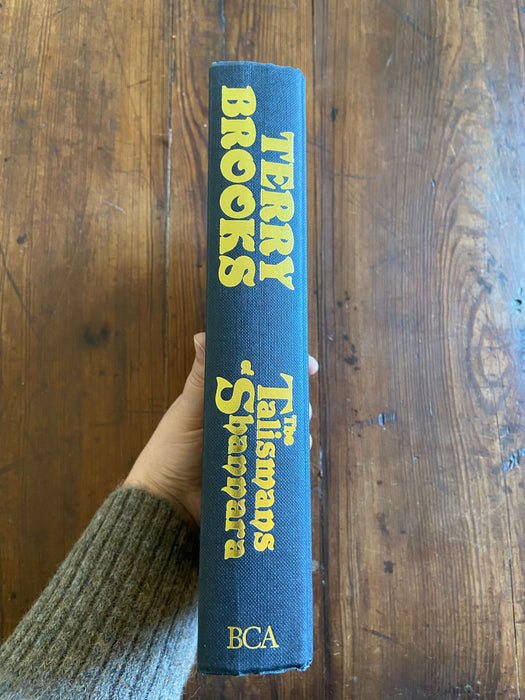 TERRY
BROOKS
The
Talismans
of Shannara
BCA